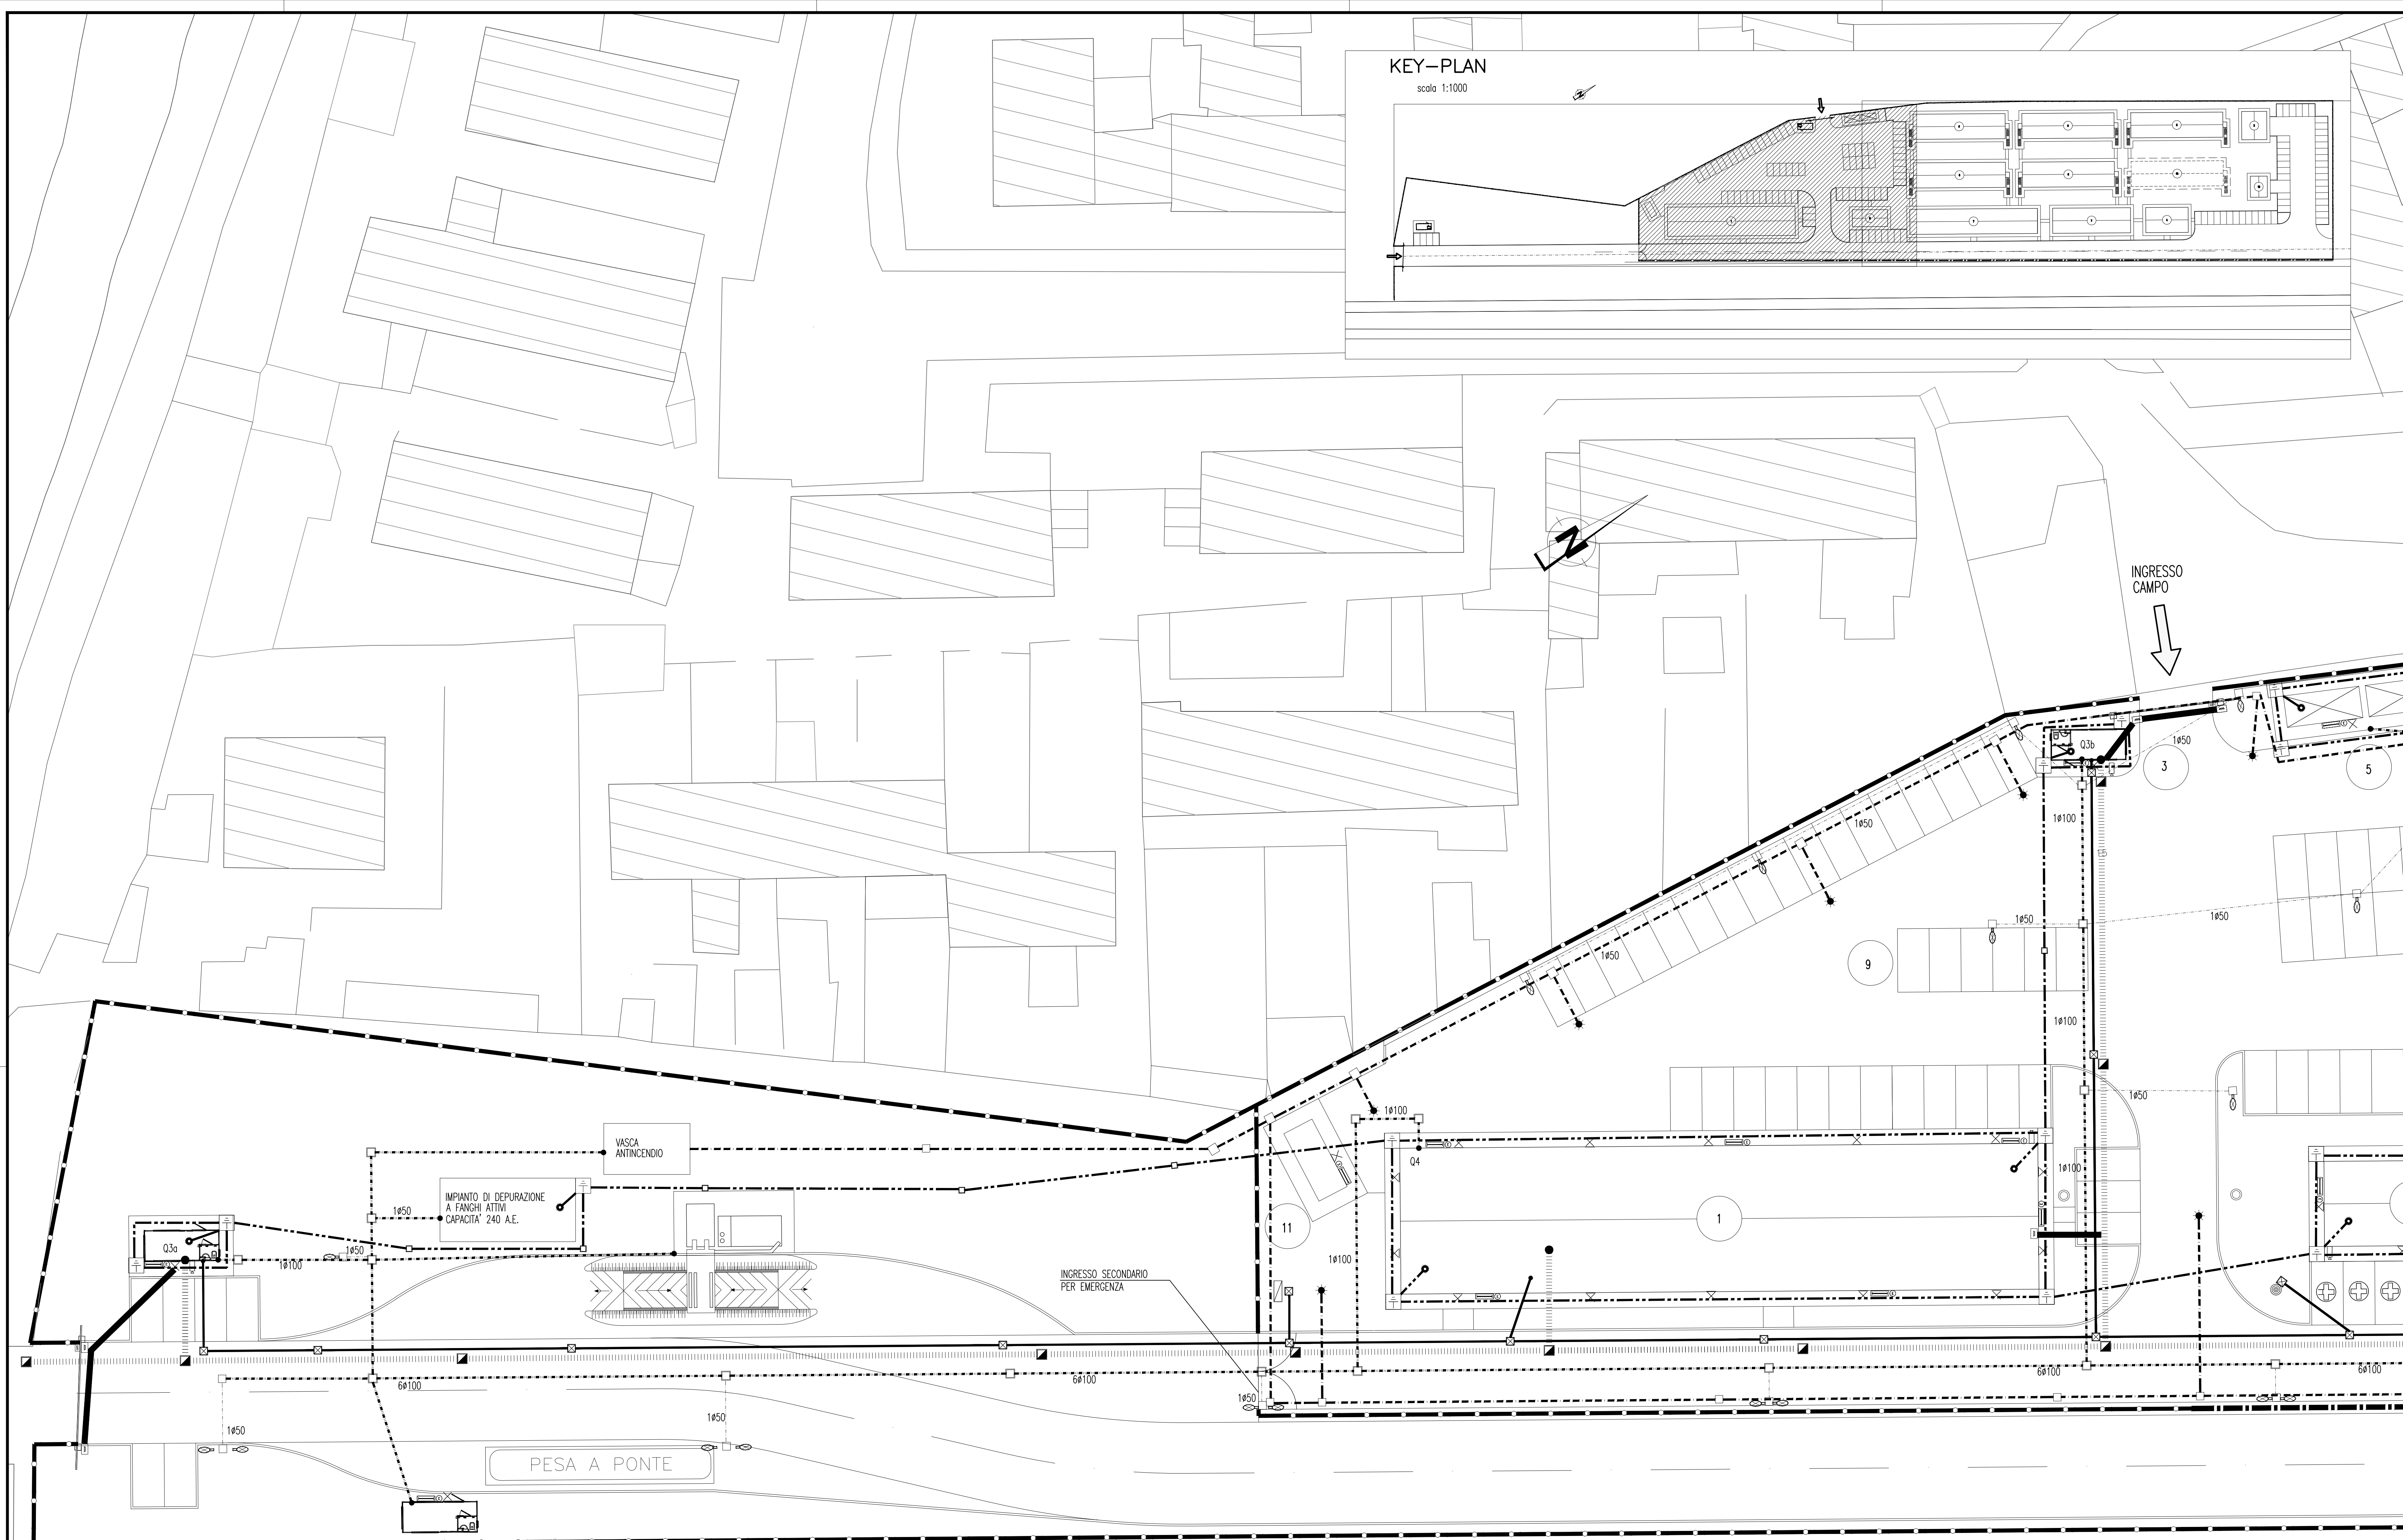 KEY-PLAN
scala 1:1000
N
INGRESSO
CAMPO
Q3b
1ø50
3
5
1ø100
1ø50
1ø50
1ø50
1ø50
9
1ø100
1ø50
1ø100
Q4
VASCA
ANTINCENDIO
IMPIANTO DI DEPURAZIONE
A FANGHI ATTIVI
CAPACITA' 240 A.E.
1ø50
1ø100
1
11
Q3a
1ø50
1ø100
1ø100
INGRESSO SECONDARIO
PER EMERGENZA
6ø100
6ø100
6ø100
6ø100
1ø50
1ø50
1ø50
PESA A PONTE